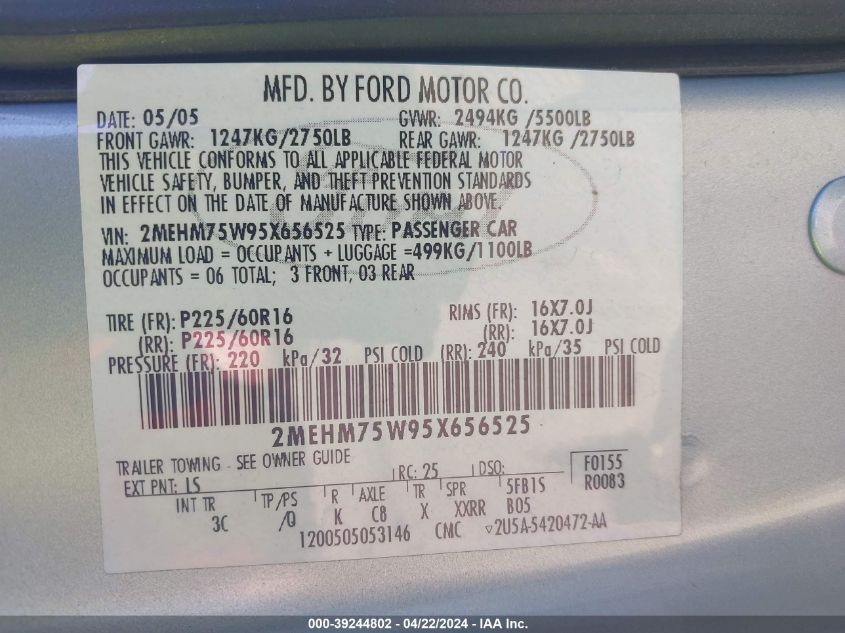 MFD. BY FORD MOTOR CO.
DATE: 05/05 GVWR: 2494KG /5500LB
FRONT GAWR: 1247KG/2750LB REAR GAWR: 1247KG /2750LB
THIS VEHICLE CONFORMS TO ALL APPLICABLE FEDERAL MOTOR
VEHICLE SAFETY, BUMPER, AND THEFT PREVENTION STANDARDS
IN EFFECT ON THE DATE OF MANUFACTURE SHOWN ABOVE.
VIN: 2MEHM75W95X656525 TYPE: PASSENGER CAR
MAXIMUM LOAD = OCCUPANTS + LUGGAGE =499KG/1100LB
OCCUPANTS = 06 TOTAL; 3 FRONT, 03 REAR
TIRE (FR): P225/60R16 RIMS (FR): 16X7.0J
(RR): P225/60R16 (RR): 16X7.0J
PRESSURE (FR): 220 kPa/32 PSI COLD (RR): 240 kPa/35 PSI COLD
2MEHM75W95X656525
TRAILER TOWING - SEE OWNER GUIDE
EXT PNT: LS RC: 25 DSO: F0155
R0083
INT TR TP/PS R AXLE TR SPR 5FB1S
3C /Q K C8 X XXRR B05
1200505053146 CMC ▽2U5A-5420472-AA
000-39244802 - 04/22/2024 - IAA Inc.